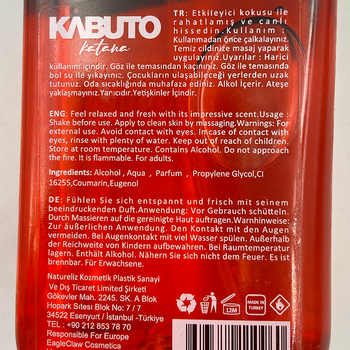 KABUTO
katana
TR: Etkileyici kokusu ile
rahatlamış ve canlı
hissedin.Kullanım :
Kullanmadan önce çalkalayınız.
Temiz cildinize masaj yaparak
uygulayınız.Uyarılar : Harici
kullanım içindir. Göz ile temasından kaçınınız. Göz ile temasında
bol su ile yıkayınız. Çocukların ulaşabileceği yerlerden uzak
tutunuz. Oda sıcaklığında muhafaza ediniz. Alkol İçerir. Ateşe
yaklaşmayınız.Yanıcıdır.Yetişkinler İçindir.
ENG: Feel relaxed and fresh with its impressive scent.Usage :
Shake before use. Apply to clean skin by massaging.Warnings: For
external use. Avoid contact with eyes. In case of contact with
eyes, rinse with plenty of water. Keep out of reach of children.
Store at room temperature. Contains Alcohol. Do not approach
the fire. It is flammable. For adults.
Ingredients: Alcohol , Aqua , Parfum , Propylene Glycol,CI
16255,Coumarin,Eugenol
DE: Fühlen Sie sich entspannt und frisch mit seinem
beeindruckenden Duft.Anwendung: Vor Gebrauch schütteln.
Durch Massieren auf die gereinigte Haut auftragen.Warnhinweise:
Zur äußerlichen Anwendung. Den Kontakt mit den Augen
vermeiden. Bei Augenkontakt mit viel Wasser spülen. Außerhalb
der Reichweite von Kindern aufbewahren. Bei Raumtemperatur
lagern. Enthält Alkohol. Nähern Sie sich nicht dem Feuer. Es ist
brennbar. Für Erwachsene.
Natureliz Kozmetik Plastik Sanayi
Ve Dış Ticaret Limited Şirketi
Gökevler Mah. 2245. SK. A Blok
Hopark Sitesi Blok No: 7 / 7
34522 Esenyurt / İstanbul -Türkiye
TEL : +90 212 853 78 70
Responsible For Europe
EagleClaw Cosmetica
12M
MADE IN
TURKEY